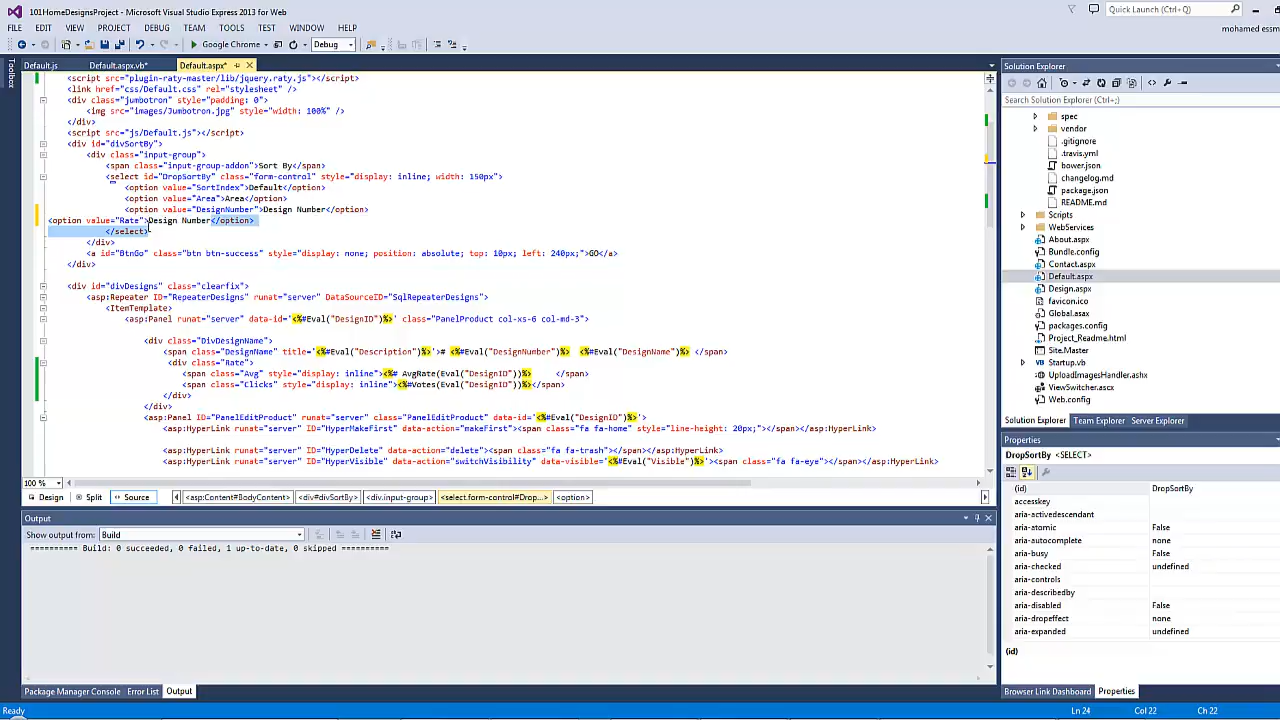 101HomeDesignsProject - Microsoft Visual Studio Express 2013 for Web
Quick Launch (Ctrl+Q)
FILE EDIT VIEW PROJECT DEBUG TEAM TOOLS TEST WINDOW HELP
mohamed essm
Google Chrome Debug
Toolbox
Default.js Default.aspx.vb* Default.aspx*
<script src="plugin-raty-master/lib/jquery.raty.js"></script>
<link href="css/Default.css" rel="stylesheet" />
<div class="jumbotron" style="padding: 0">
<img src="images/Jumbotron.jpg" style="width: 100%" />
</div>
<script src="js/Default.js"></script>
<div id="divSortBy">
<div class="input-group">
<span class="input-group-addon">Sort By</span>
<select id="DropSortBy" class="form-control" style="display: inline; width: 150px">
<option value="SortIndex">Default</option>
<option value="Area">Area</option>
<option value="DesignNumber">Design Number</option>
<option value="Rate">Design Number</option>
</select>
</div>
<a id="BtnGo" class="btn btn-success" style="display: none; position: absolute; top: 10px; left: 240px;">GO</a>
</div>
<div id="divDesigns" class="clearfix">
<asp:Repeater ID="RepeaterDesigns" runat="server" DataSourceID="SqlRepeaterDesigns">
<ItemTemplate>
<asp:Panel runat="server" data-id='<%#Eval("DesignID")%>' class="PanelProduct col-xs-6 col-md-3">
<div class="DivDesignName">
<span class="DesignName" title='<%#Eval("Description")%>'># <%#Eval("DesignNumber")%> <%#Eval("DesignName")%> </span>
<div class="Rate">
<span class="Avg" style="display: inline"><%# AvgRate(Eval("DesignID"))%> </span>
<span class="Clicks" style="display: inline"><%#Votes(Eval("DesignID"))%></span>
</div>
</div>
<asp:Panel ID="PanelEditProduct" runat="server" class="PanelEditProduct" data-id='<%#Eval("DesignID")%>'>
<asp:HyperLink runat="server" ID="HyperMakeFirst" data-action="makeFirst"><span class="fa fa-home" style="line-height: 20px;"></span></asp:HyperLink>
<asp:HyperLink runat="server" ID="HyperDelete" data-action="delete"><span class="fa fa-trash"></span></asp:HyperLink>
<asp:HyperLink runat="server" ID="HyperVisible" data-action="switchVisibility" data-visible='<%#Eval("Visible")%>'><span class="fa fa-eye"></span></asp:HyperLink>
100 %
Design Split Source <asp:Content#BodyContent> <div#divSortBy> <div.input-group> <select.form-control#Drop...> <option>
Output
Show output from: Build
========== Build: 0 succeeded, 0 failed, 1 up-to-date, 0 skipped ==========
Package Manager Console Error List Output
Solution Explorer
Search Solution Explorer (Ctrl+;)
spec
vendor
.gitignore
.travis.yml
bower.json
changelog.md
package.json
README.md
Scripts
WebServices
About.aspx
Bundle.config
Contact.aspx
Default.aspx
Design.aspx
favicon.ico
Global.asax
packages.config
Project_Readme.html
Site.Master
Startup.vb
UploadImagesHandler.ashx
ViewSwitcher.ascx
Web.config
Solution Explorer Team Explorer Server Explorer
Properties
DropSortBy <SELECT>
(id) DropSortBy
accesskey
aria-activedescendant
aria-atomic False
aria-autocomplete none
aria-busy False
aria-checked undefined
aria-controls
aria-describedby
aria-disabled False
aria-dropeffect none
aria-expanded undefined
(id)
Browser Link Dashboard Properties
Ready Ln 24 Col 22 Ch 22